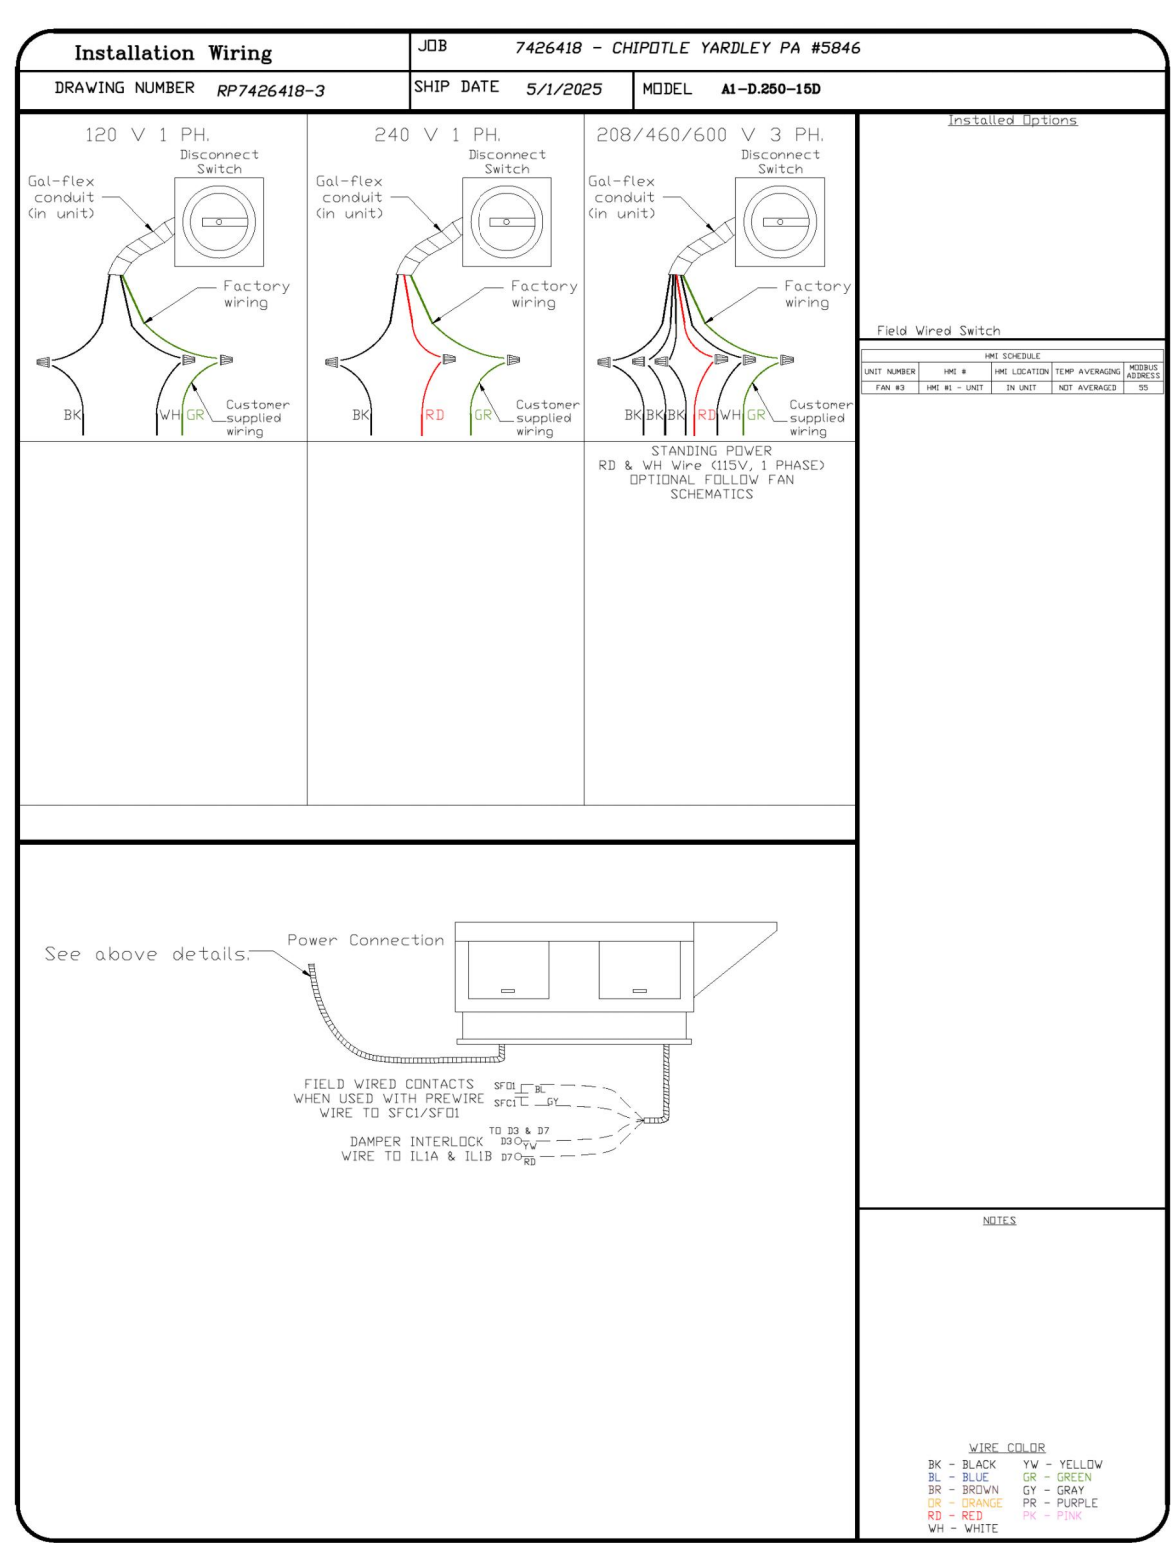 Installation Wiring
JOB 7426418 - CHIPOTLE YARDLEY PA #5846
DRAWING NUMBER RP7426418-3
SHIP DATE 5/1/2025
MODEL A1-D.250-15D
120 V 1 PH.
Disconnect
Switch
Gal-flex
conduit
(in unit)
Factory
wiring
BK WH GR
Customer
supplied
wiring
240 V 1 PH.
Disconnect
Switch
Gal-flex
conduit
(in unit)
Factory
wiring
BK RD GR
Customer
supplied
wiring
208/460/600 V 3 PH.
Disconnect
Switch
Gal-flex
conduit
(in unit)
Factory
wiring
BK BK BK RD WH GR
Customer
supplied
wiring
STANDING POWER
RD & WH Wire (115V, 1 PHASE)
OPTIONAL FOLLOW FAN
SCHEMATICS
Installed Options
Field Wired Switch
HMI SCHEDULE
UNIT NUMBER HMI # HMI LOCATION TEMP AVERAGING MODBUS ADDRESS
FAN #3 HMI #1 - UNIT IN UNIT NOT AVERAGED 55
See above details.
Power Connection
FIELD WIRED CONTACTS
WHEN USED WITH PREWIRE
WIRE TO SFC1/SFO1
SFO1 BL
SFC1 GY
TO D3 & D7
DAMPER INTERLOCK D3 YW
WIRE TO IL1A & IL1B D7 RD
NOTES
WIRE COLOR
BK - BLACK YW - YELLOW
BL - BLUE GR - GREEN
BR - BROWN GY - GRAY
OR - ORANGE PR - PURPLE
RD - RED PK - PINK
WH - WHITE